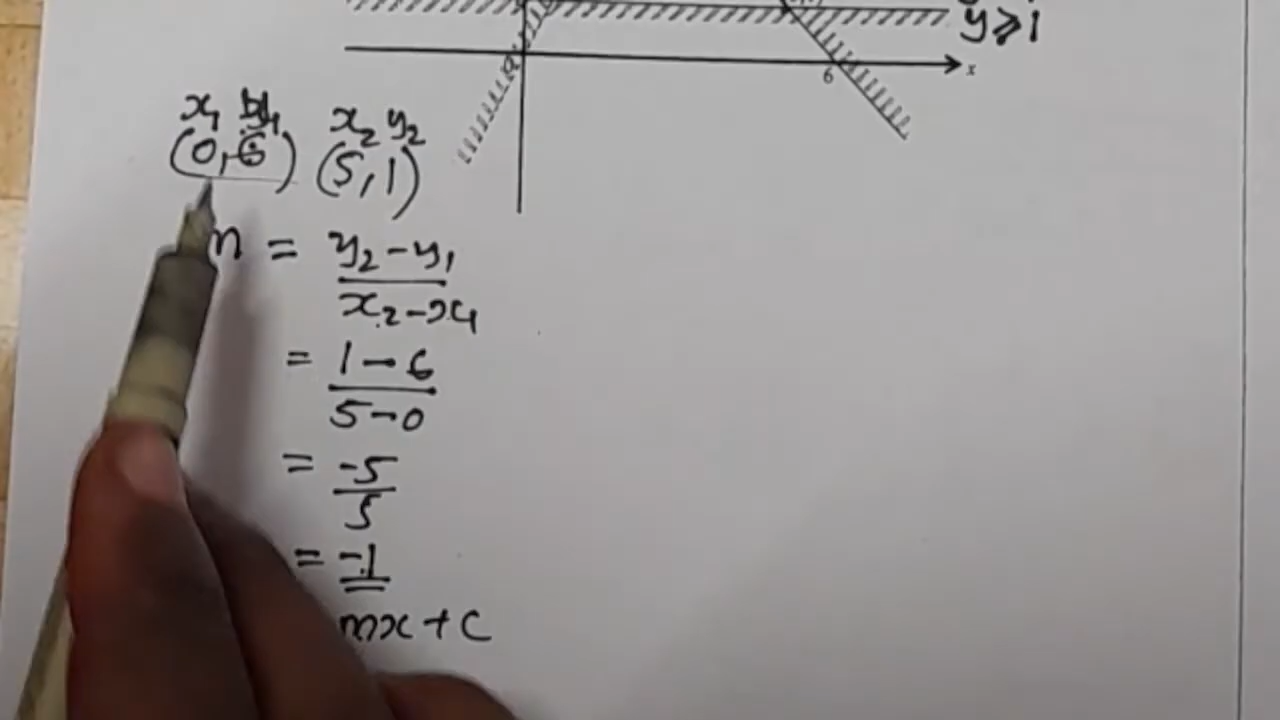 y ⩾ 1
x
6
x₁ y₁ x₂ y₂
(0, 6) (5, 1)
m = y₂ - y₁ / x₂ - x₁
= 1 - 6 / 5 - 0
= -5 / 5
= -1
mx + c